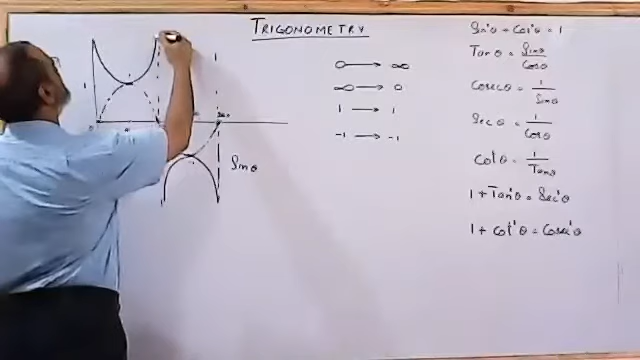 TRIGONOMETRY
Sin²θ + Cos²θ = 1
Tanθ = Sinθ/Cosθ
Cosecθ = 1/Sinθ
Secθ = 1/Cosθ
Cotθ = 1/Tanθ
1 + Tan²θ = Sec²θ
1 + Cot²θ = Cosec²θ
0 → ∞
∞ → 0
1 → 1
-1 → -1
Sinθ